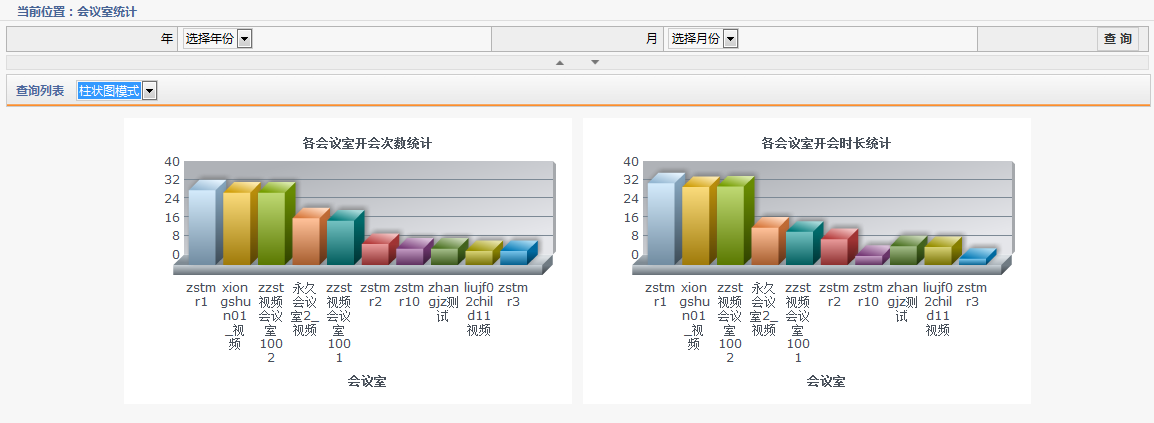 当前位置：会议室统计
年 选择年份 月 选择月份 查 询
查询列表 柱状图模式
各会议室开会次数统计
40
32
24
16
8
0
zstm
r1
xion
gshu
n01
_视
频
zzst
视频
会议
室
100
2
永久
会议
室2_
视频
zzst
视频
会议
室
100
1
zstm
r2
zstm
r10
zhan
gjz测
试
liujf0
2chil
d11
视频
zstm
r3
会议室
各会议室开会时长统计
40
32
24
16
8
0
zstm
r1
xion
gshu
n01
_视
频
zzst
视频
会议
室
100
2
永久
会议
室2_
视频
zzst
视频
会议
室
100
1
zstm
r2
zstm
r10
zhan
gjz测
试
liujf0
2chil
d11
视频
zstm
r3
会议室